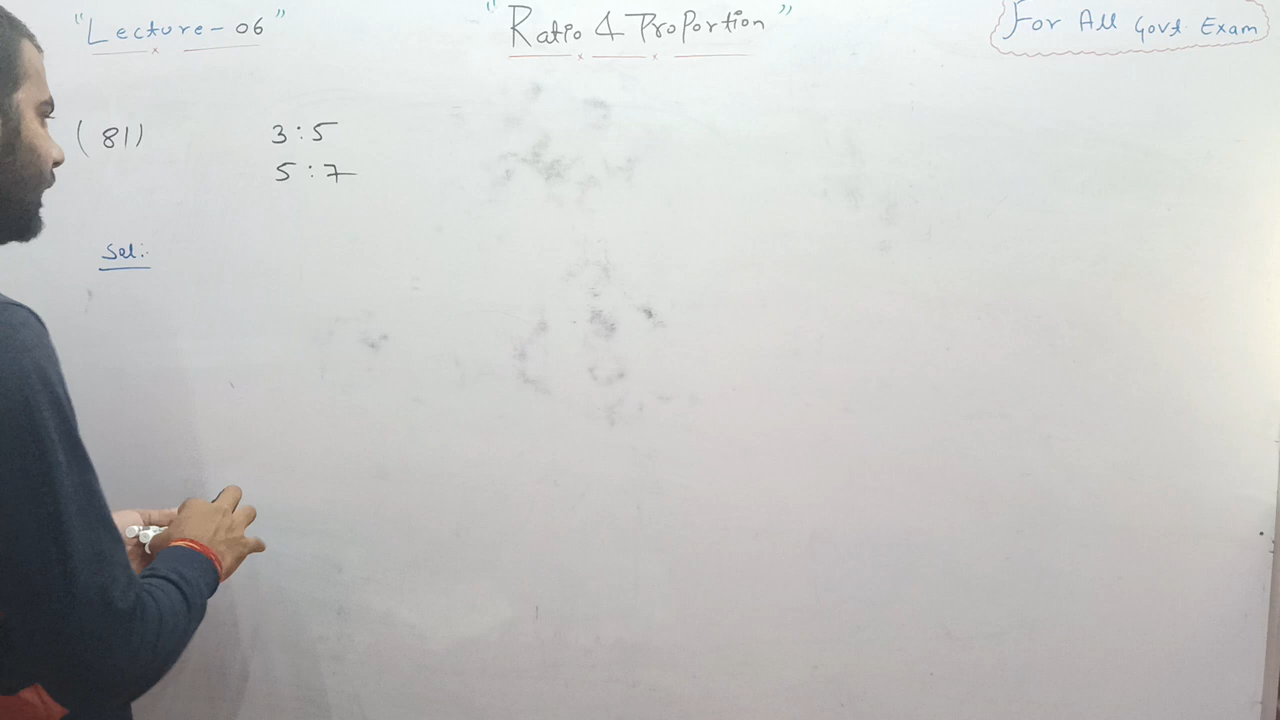 "Lecture-06"
"Ratio & Proportion"
For All Govt. Exam
(81) 3:5
5:7
Sol: